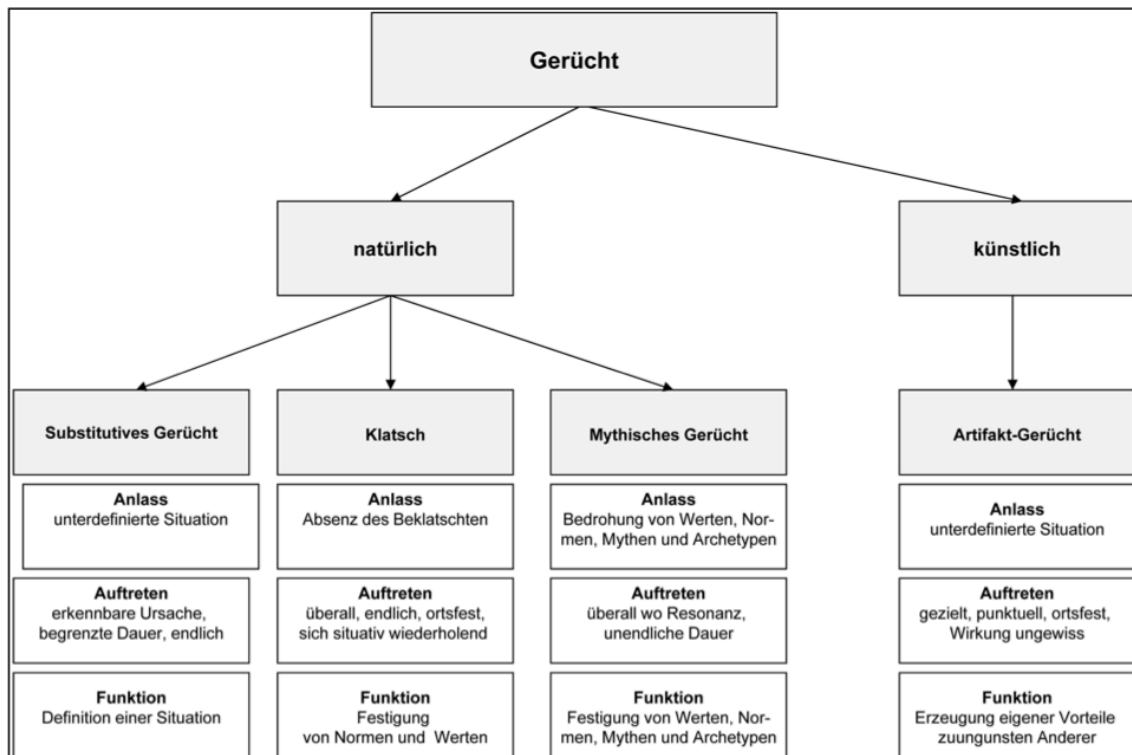 Gerücht
natürlich
künstlich
Substitutives Gerücht
Klatsch
Mythisches Gerücht
Artifakt-Gerücht
Anlass
unterdefinierte Situation
Anlass
Absenz des Beklatschten
Anlass
Bedrohung von Werten, Nor-
men, Mythen und Archetypen
Anlass
unterdefinierte Situation
Auftreten
erkennbare Ursache,
begrenzte Dauer, endlich
Auftreten
überall, endlich, ortsfest,
sich situativ wiederholend
Auftreten
überall wo Resonanz,
unendliche Dauer
Auftreten
gezielt, punktuell, ortsfest,
Wirkung ungewiss
Funktion
Definition einer Situation
Funktion
Festigung
von Normen und Werten
Funktion
Festigung von Werten, Nor-
men, Mythen und Archetypen
Funktion
Erzeugung eigener Vorteile
zuungunsten Anderer